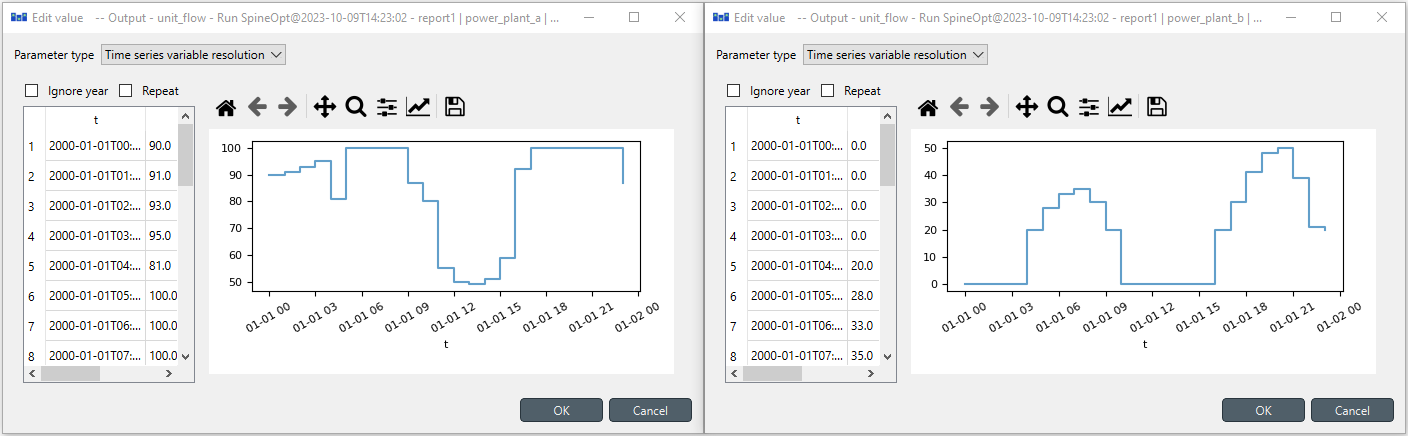 Edit value -- Output - unit_flow - Run SpineOpt@2023-10-09T14:23:02 - report1 | power_plant_a | ...
Parameter type Time series variable resolution
Ignore year Repeat
t
1 2000-01-01T00:... 90.0
2 2000-01-01T01:... 91.0
3 2000-01-01T02:... 93.0
4 2000-01-01T03:... 95.0
5 2000-01-01T04:... 81.0
6 2000-01-01T05:... 100.0
7 2000-01-01T06:... 100.0
8 2000-01-01T07:... 100.0
100
90
80
70
60
50
01-01 00 01-01 03 01-01 06 01-01 09 01-01 12 01-01 15 01-01 18 01-01 21 01-02 00
t
OK Cancel
Edit value -- Output - unit_flow - Run SpineOpt@2023-10-09T14:23:02 - report1 | power_plant_b | ...
Parameter type Time series variable resolution
Ignore year Repeat
t
1 2000-01-01T00:... 0.0
2 2000-01-01T01:... 0.0
3 2000-01-01T02:... 0.0
4 2000-01-01T03:... 0.0
5 2000-01-01T04:... 20.0
6 2000-01-01T05:... 28.0
7 2000-01-01T06:... 33.0
8 2000-01-01T07:... 35.0
50
40
30
20
10
0
01-01 00 01-01 03 01-01 06 01-01 09 01-01 12 01-01 15 01-01 18 01-01 21 01-02 00
t
OK Cancel